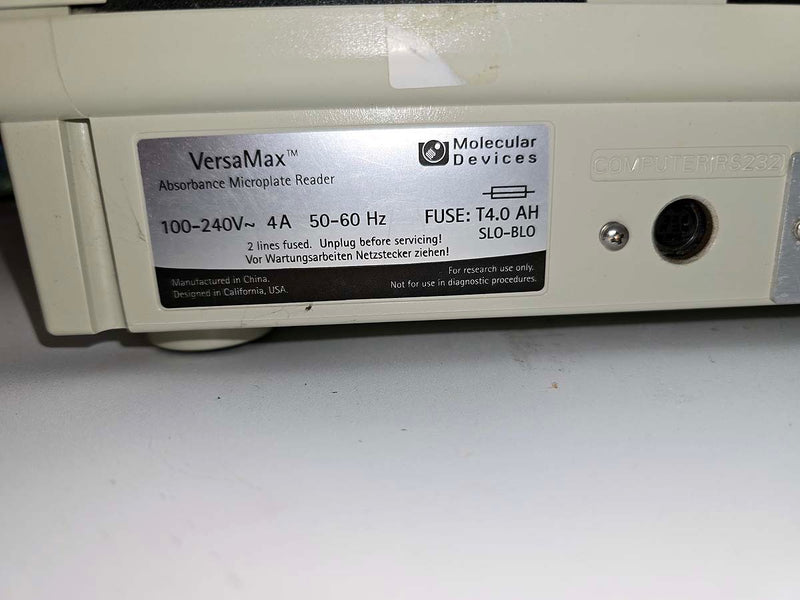 VersaMax™
Absorbance Microplate Reader
Molecular
Devices
100-240V~ 4A 50-60 Hz
FUSE: T4.0 AH
SLO-BLO
2 lines fused. Unplug before servicing!
Vor Wartungsarbeiten Netzstecker ziehen!
Manufactured in China.
Designed in California, USA.
For research use only.
Not for use in diagnostic procedures.
COMPUTER/RS232